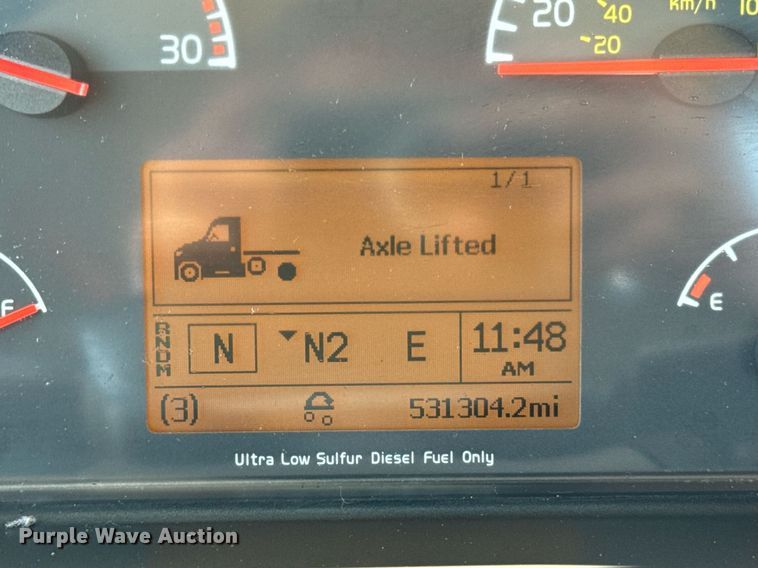 30
20
40
20
km/h
10
1/1
Axle Lifted
F
E
RNDM N N2 E 11:48
AM
(3) 531304.2mi
Ultra Low Sulfur Diesel Fuel Only
Purple Wave Auction